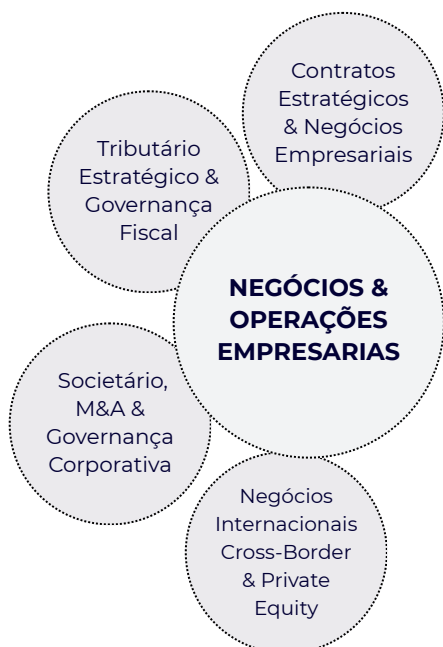 Contratos
Estratégicos
& Negócios
Empresariais
Tributário
Estratégico &
Governança
Fiscal
NEGÓCIOS &
OPERAÇÕES
EMPRESARIAS
Societário,
M&A &
Governança
Corporativa
Negócios
Internacionais
Cross-Border
& Private
Equity